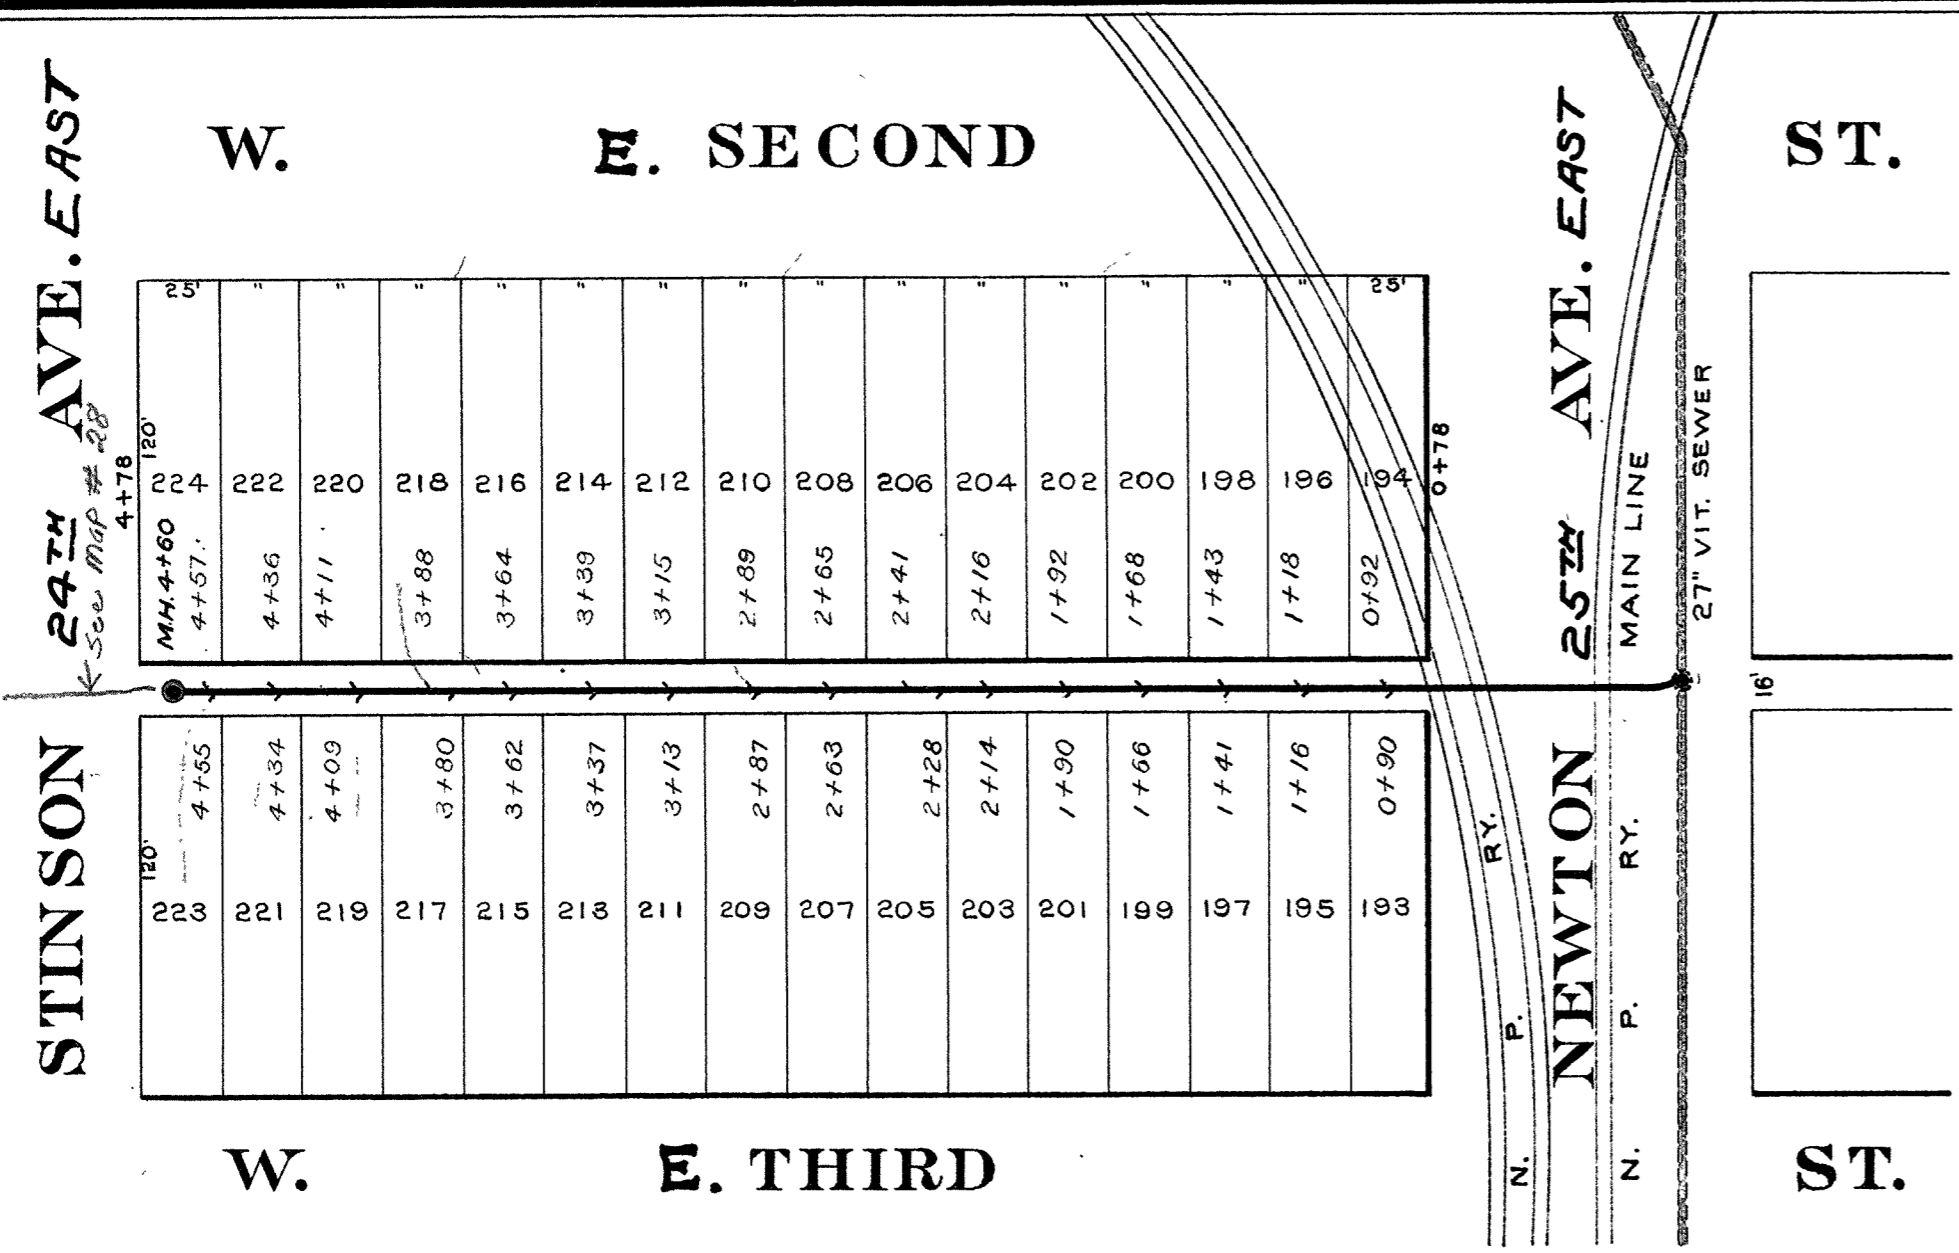 W. E. SECOND ST.
24TH AVE. EAST
STINSON
← See map # 28
25TH AVE. EAST
NEWTON
25' " " " " " " " " " " " " " " 25'
120'
4+78
0+78
224 222 220 218 216 214 212 210 208 206 204 202 200 198 196 194
M.H. 4+60
4+57 4+36 4+11 3+88 3+64 3+39 3+15 2+89 2+65 2+41 2+16 1+92 1+68 1+43 1+18 0+92
16'
4+55 4+34 4+09 3+80 3+62 3+37 3+13 2+87 2+63 2+28 2+14 1+90 1+66 1+41 1+16 0+90
120'
223 221 219 217 215 213 211 209 207 205 203 201 199 197 195 193
N. P. RY.
N. P. RY. MAIN LINE
27" VIT. SEWER
W. E. THIRD ST.